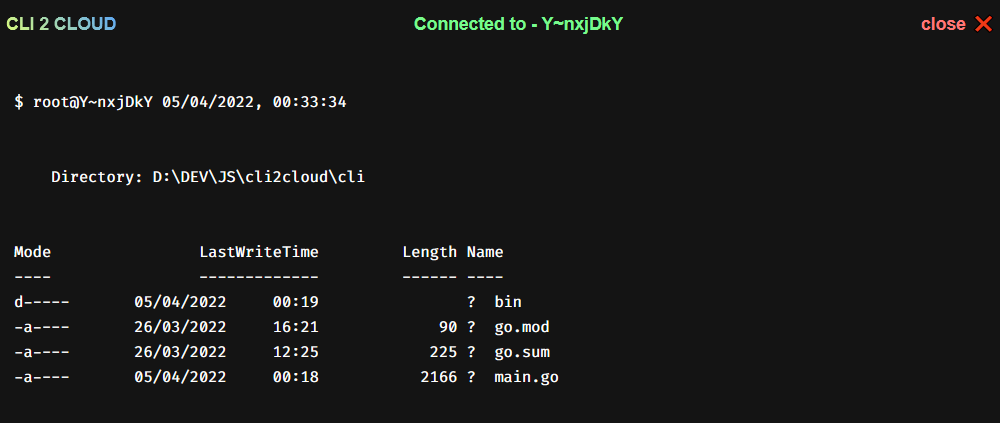 CLI 2 CLOUD Connected to - Y~nxjDkY close ❌
$ root@Y~nxjDkY 05/04/2022, 00:33:34
Directory: D:\DEV\JS\cli2cloud\cli
Mode LastWriteTime Length Name
---- ------------- ------ ----
d----- 05/04/2022 00:19 ? bin
-a---- 26/03/2022 16:21 90 ? go.mod
-a---- 26/03/2022 12:25 225 ? go.sum
-a---- 05/04/2022 00:18 2166 ? main.go